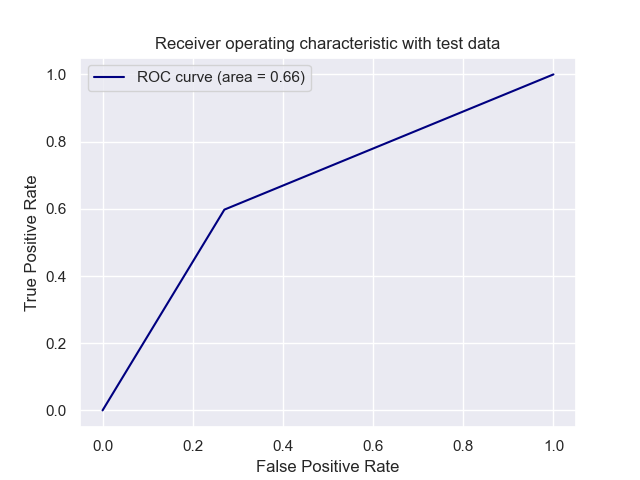 Receiver operating characteristic with test data
ROC curve (area = 0.66)
True Positive Rate
1.0
0.8
0.6
0.4
0.2
0.0
0.0 0.2 0.4 0.6 0.8 1.0
False Positive Rate